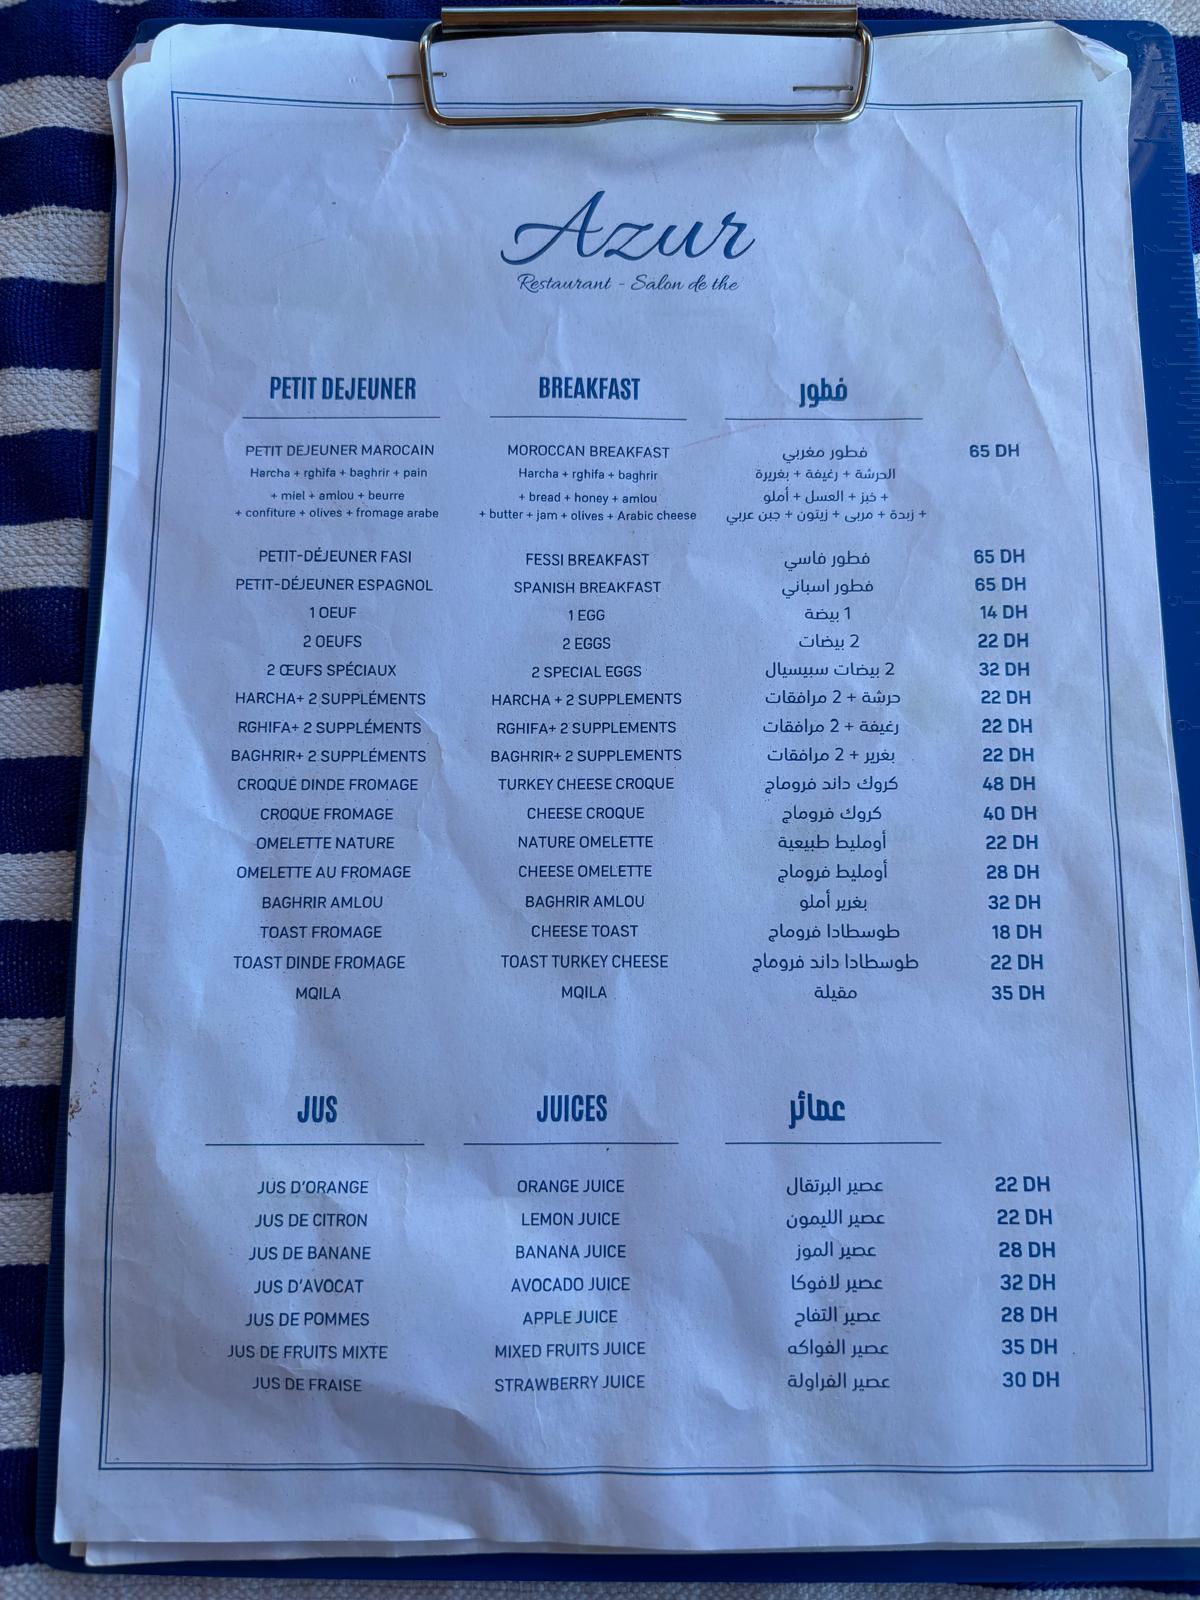 Azur
Restaurant - Salon de the
PETIT DEJEUNER BREAKFAST فطور
PETIT DEJEUNER MAROCAIN MOROCCAN BREAKFAST فطور مغربي 65 DH
Harcha + rghifa + baghrir + pain Harcha + rghifa + baghrir الحرشة + رغيفة + بغريرة
+ miel + amlou + beurre + bread + honey + amlou + خبز + العسل + أملو
+ confiture + olives + fromage arabe + butter + jam + olives + Arabic cheese + زبدة + مربى + زيتون + جبن عربي
PETIT-DÉJEUNER FASI FESSI BREAKFAST فطور فاسي 65 DH
PETIT-DÉJEUNER ESPAGNOL SPANISH BREAKFAST فطور اسباني 65 DH
1 OEUF 1 EGG 1 بيضة 14 DH
2 OEUFS 2 EGGS 2 بيضات 22 DH
2 ŒUFS SPÉCIAUX 2 SPECIAL EGGS 2 بيضات سبيسيال 32 DH
HARCHA+ 2 SUPPLÉMENTS HARCHA + 2 SUPPLEMENTS حرشة + 2 مرافقات 22 DH
RGHIFA+ 2 SUPPLÉMENTS RGHIFA+ 2 SUPPLEMENTS رغيفة + 2 مرافقات 22 DH
BAGHRIR+ 2 SUPPLÉMENTS BAGHRIR+ 2 SUPPLEMENTS بغرير + 2 مرافقات 22 DH
CROQUE DINDE FROMAGE TURKEY CHEESE CROQUE كروك داند فروماج 48 DH
CROQUE FROMAGE CHEESE CROQUE كروك فروماج 40 DH
OMELETTE NATURE NATURE OMELETTE أومليط طبيعية 22 DH
OMELETTE AU FROMAGE CHEESE OMELETTE أومليط فروماج 28 DH
BAGHRIR AMLOU BAGHRIR AMLOU بغرير أملو 32 DH
TOAST FROMAGE CHEESE TOAST طوسطادا فروماج 18 DH
TOAST DINDE FROMAGE TOAST TURKEY CHEESE طوسطادا داند فروماج 22 DH
MQILA MQILA مقيلة 35 DH
JUS JUICES عصائر
JUS D'ORANGE ORANGE JUICE عصير البرتقال 22 DH
JUS DE CITRON LEMON JUICE عصير الليمون 22 DH
JUS DE BANANE BANANA JUICE عصير الموز 28 DH
JUS D'AVOCAT AVOCADO JUICE عصير لافوكا 32 DH
JUS DE POMMES APPLE JUICE عصير التفاح 28 DH
JUS DE FRUITS MIXTE MIXED FRUITS JUICE عصير الفواكه 35 DH
JUS DE FRAISE STRAWBERRY JUICE عصير الفراولة 30 DH